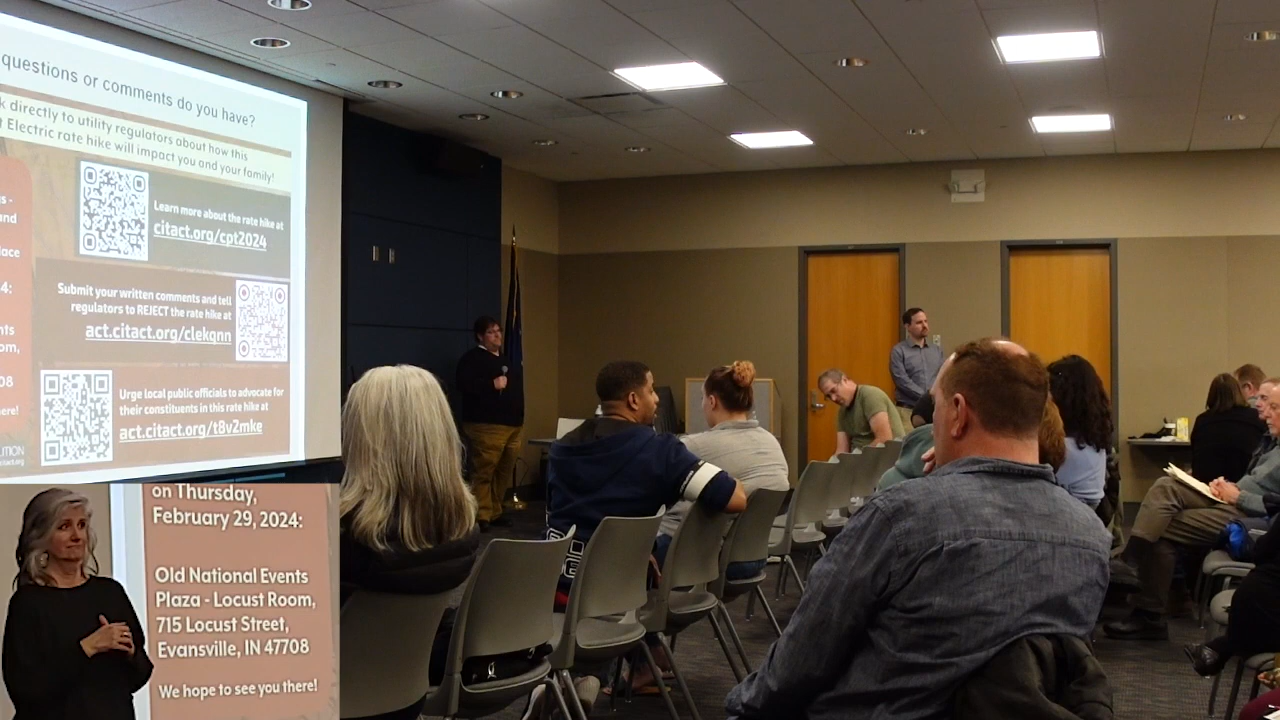 questions or comments do you have?
directly to utility regulators about how this
Electric rate hike will impact you and your family!
Learn more about the rate hike at
citact.org/cpt2024
Submit your written comments and tell
regulators to REJECT the rate hike at
act.citact.org/clekqnn
Urge local public officials to advocate for
their constituents in this rate hike at
act.citact.org/t8v2mke
on Thursday,
February 29, 2024:
Old National Events
Plaza - Locust Room,
715 Locust Street,
Evansville, IN 47708
We hope to see you there!